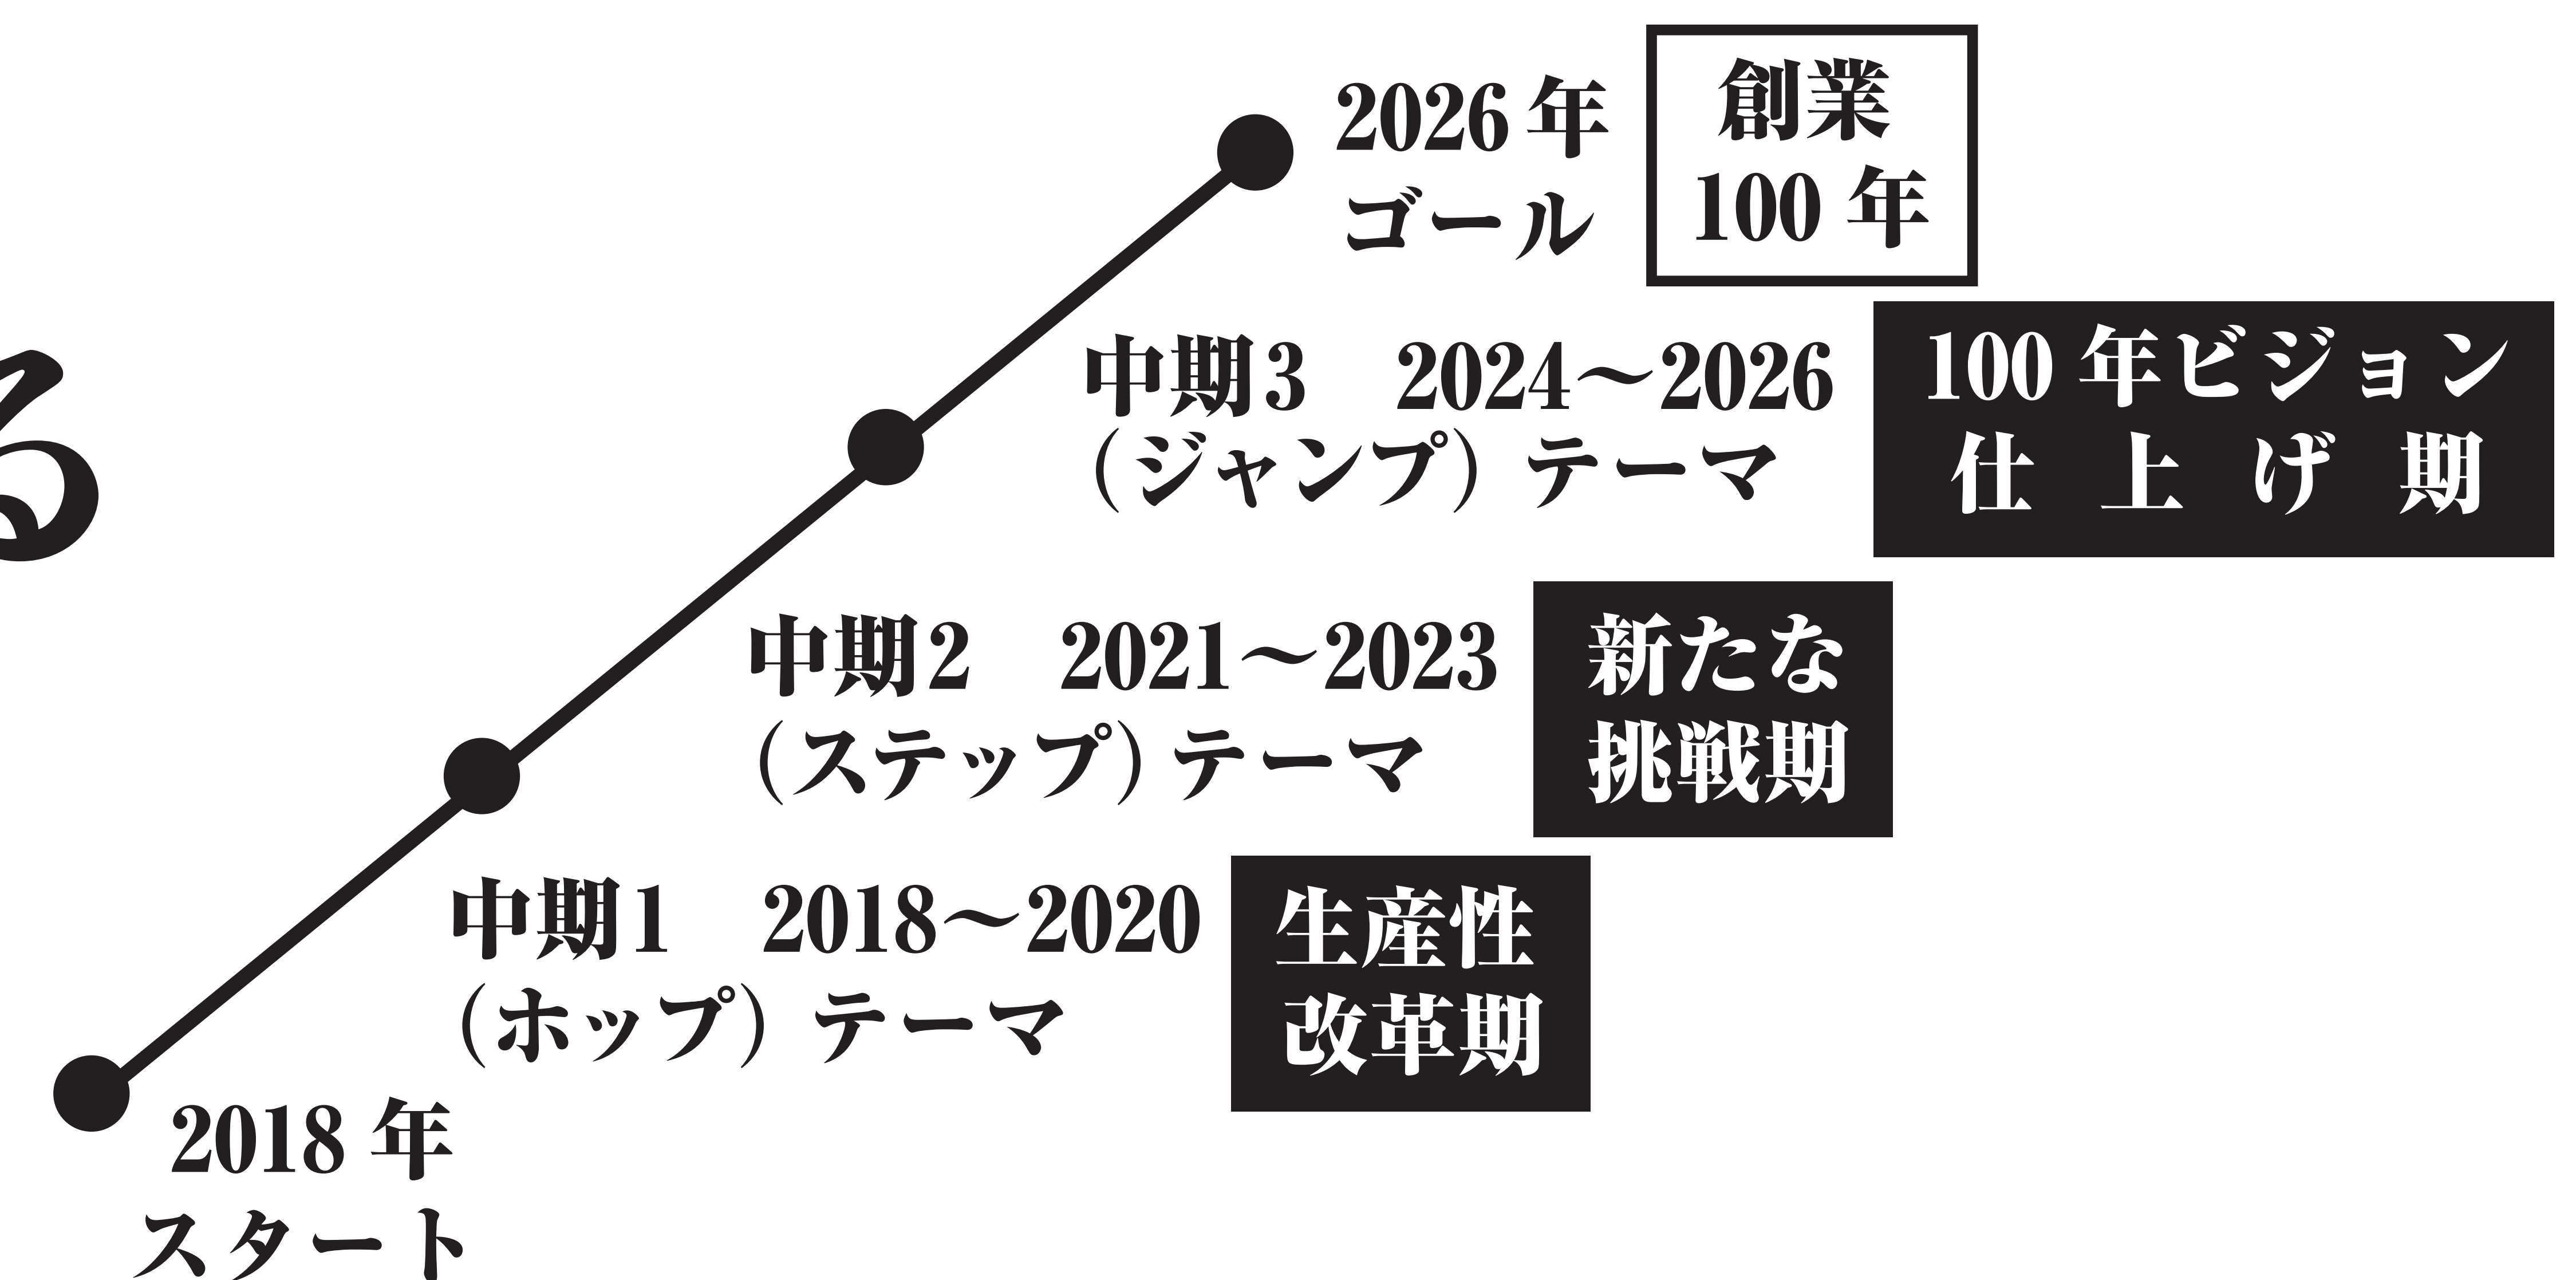 2026年
ゴール
創業
100年
中期3　2024〜2026
（ジャンプ）テーマ
100年ビジョン
仕上げ期
中期2　2021〜2023
（ステップ）テーマ
新たな
挑戦期
中期1　2018〜2020
（ホップ）テーマ
生産性
改革期
2018年
スタート
る